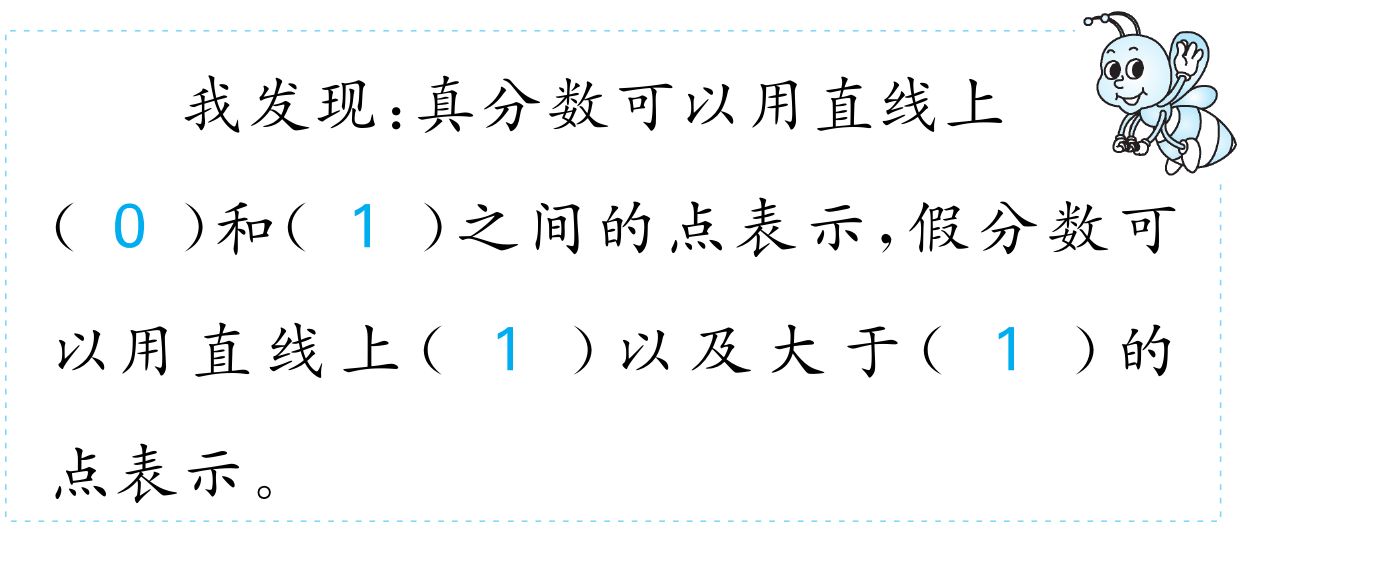 我发现:真分数可以用直线上
( 0 )和( 1 )之间的点表示,假分数可
以用直线上( 1 )以及大于( 1 )的
点表示。